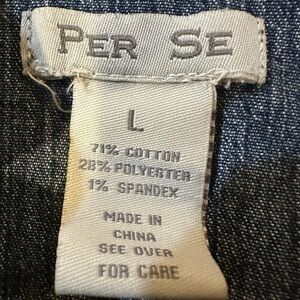 PER SE
L
71% COTTON
28% POLYESTER
1% SPANDEX
MADE IN
CHINA
SEE OVER
FOR CARE